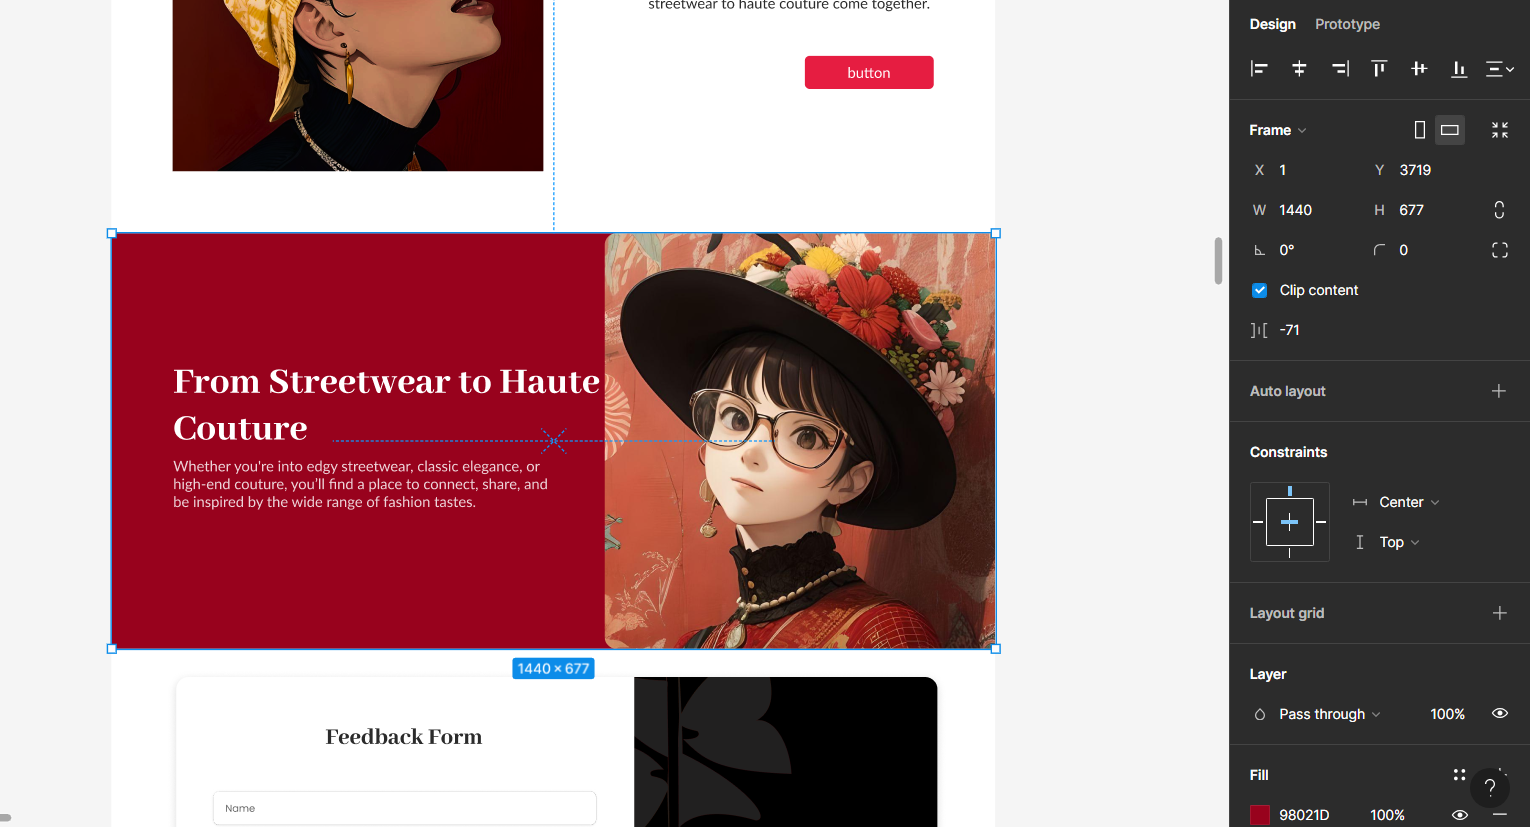 streetwear to haute couture come together.
button
From Streetwear to Haute
Couture
Whether you're into edgy streetwear, classic elegance, or
high-end couture, you'll find a place to connect, share, and
be inspired by the wide range of fashion tastes.
1440 × 677
Feedback Form
Name
Design Prototype
Frame
X 1 Y 3719
W 1440 H 677
0° 0
Clip content
-71
Auto layout
Constraints
Center
Top
Layout grid
Layer
Pass through 100%
Fill
?
98021D 100%